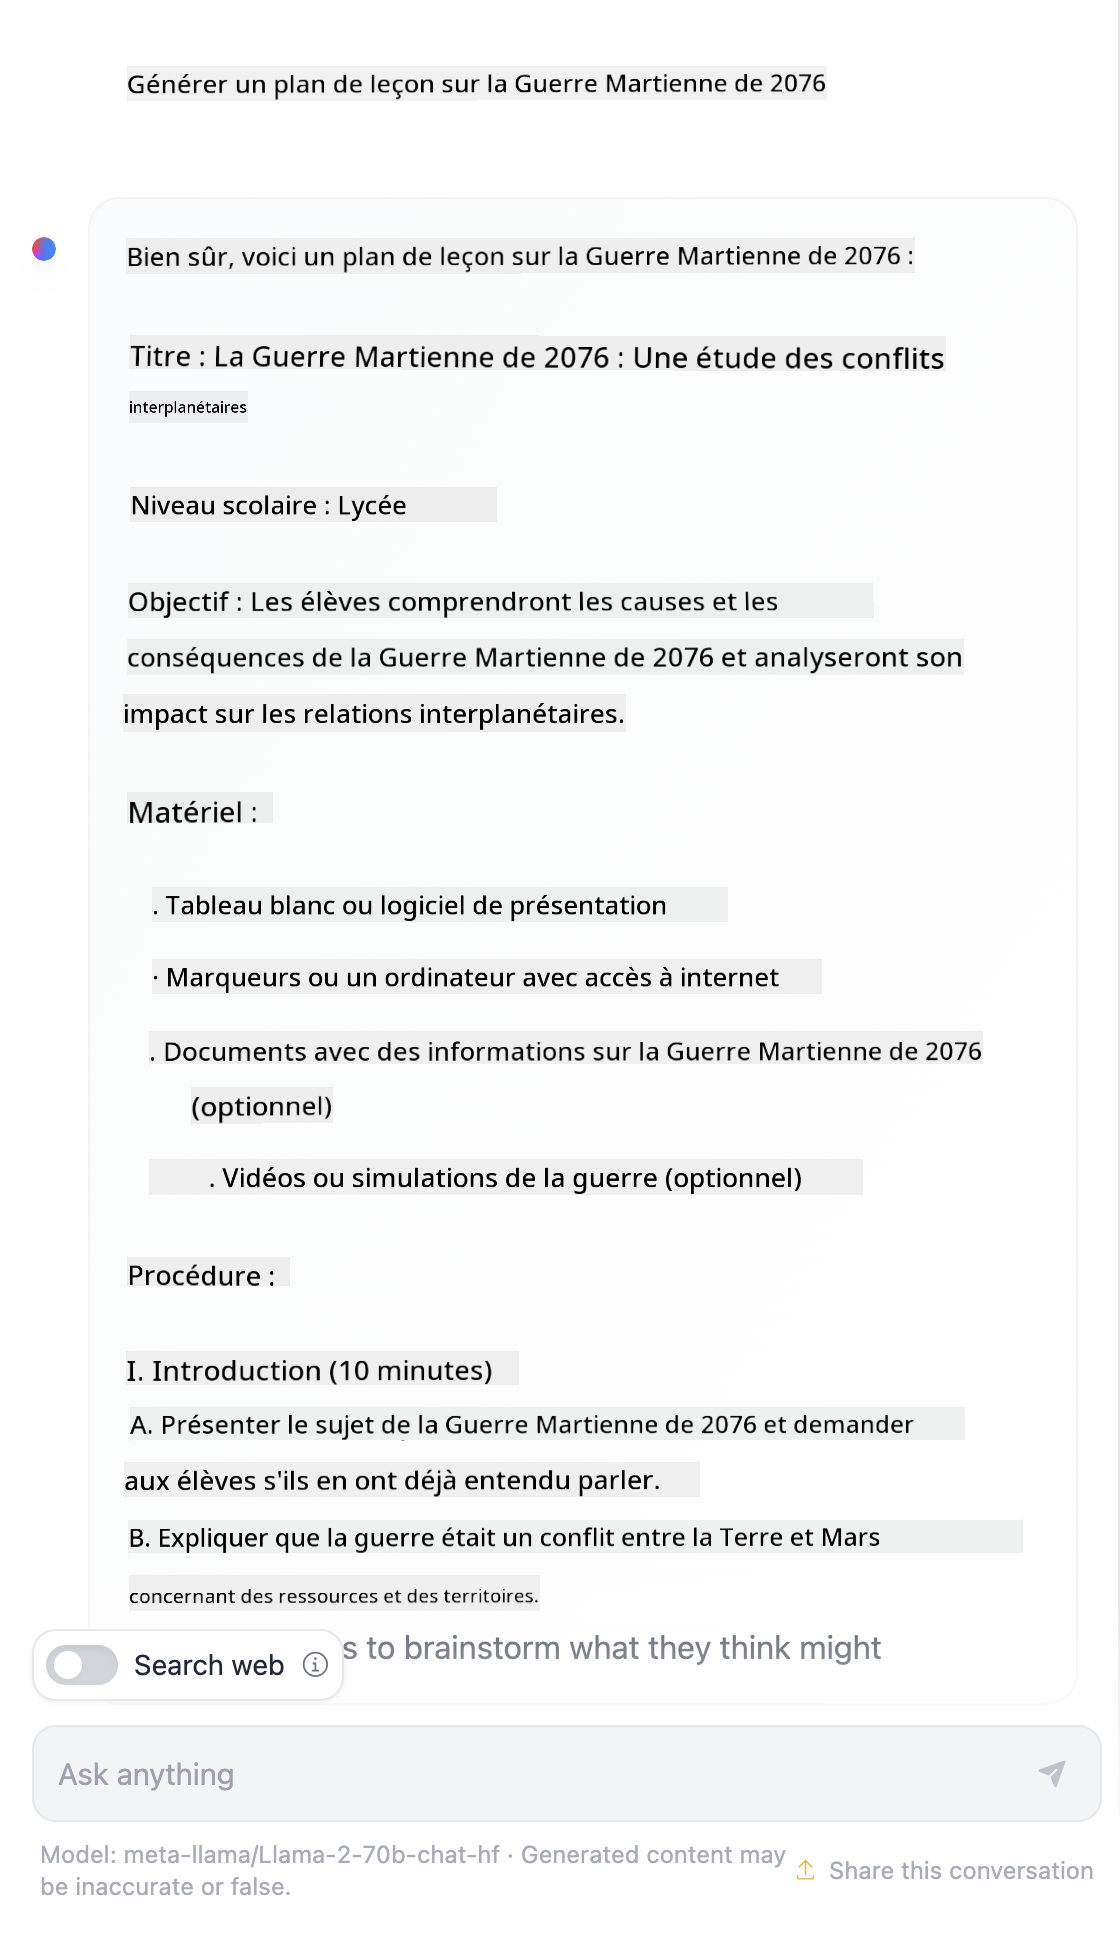 Générer un plan de leçon sur la Guerre Martienne de 2076
Bien sûr, voici un plan de leçon sur la Guerre Martienne de 2076 :
Titre : La Guerre Martienne de 2076 : Une étude des conflits
interplanétaires
Niveau scolaire : Lycée
Objectif : Les élèves comprendront les causes et les
conséquences de la Guerre Martienne de 2076 et analyseront son
impact sur les relations interplanétaires.
Matériel :
. Tableau blanc ou logiciel de présentation
· Marqueurs ou un ordinateur avec accès à internet
. Documents avec des informations sur la Guerre Martienne de 2076
(optionnel)
. Vidéos ou simulations de la guerre (optionnel)
Procédure :
I. Introduction (10 minutes)
A. Présenter le sujet de la Guerre Martienne de 2076 et demander
aux élèves s'ils en ont déjà entendu parler.
B. Expliquer que la guerre était un conflit entre la Terre et Mars
concernant des ressources et des territoires.
s to brainstorm what they think might
Search web
Ask anything
Model: meta-llama/Llama-2-70b-chat-hf · Generated content may
be inaccurate or false.
Share this conversation